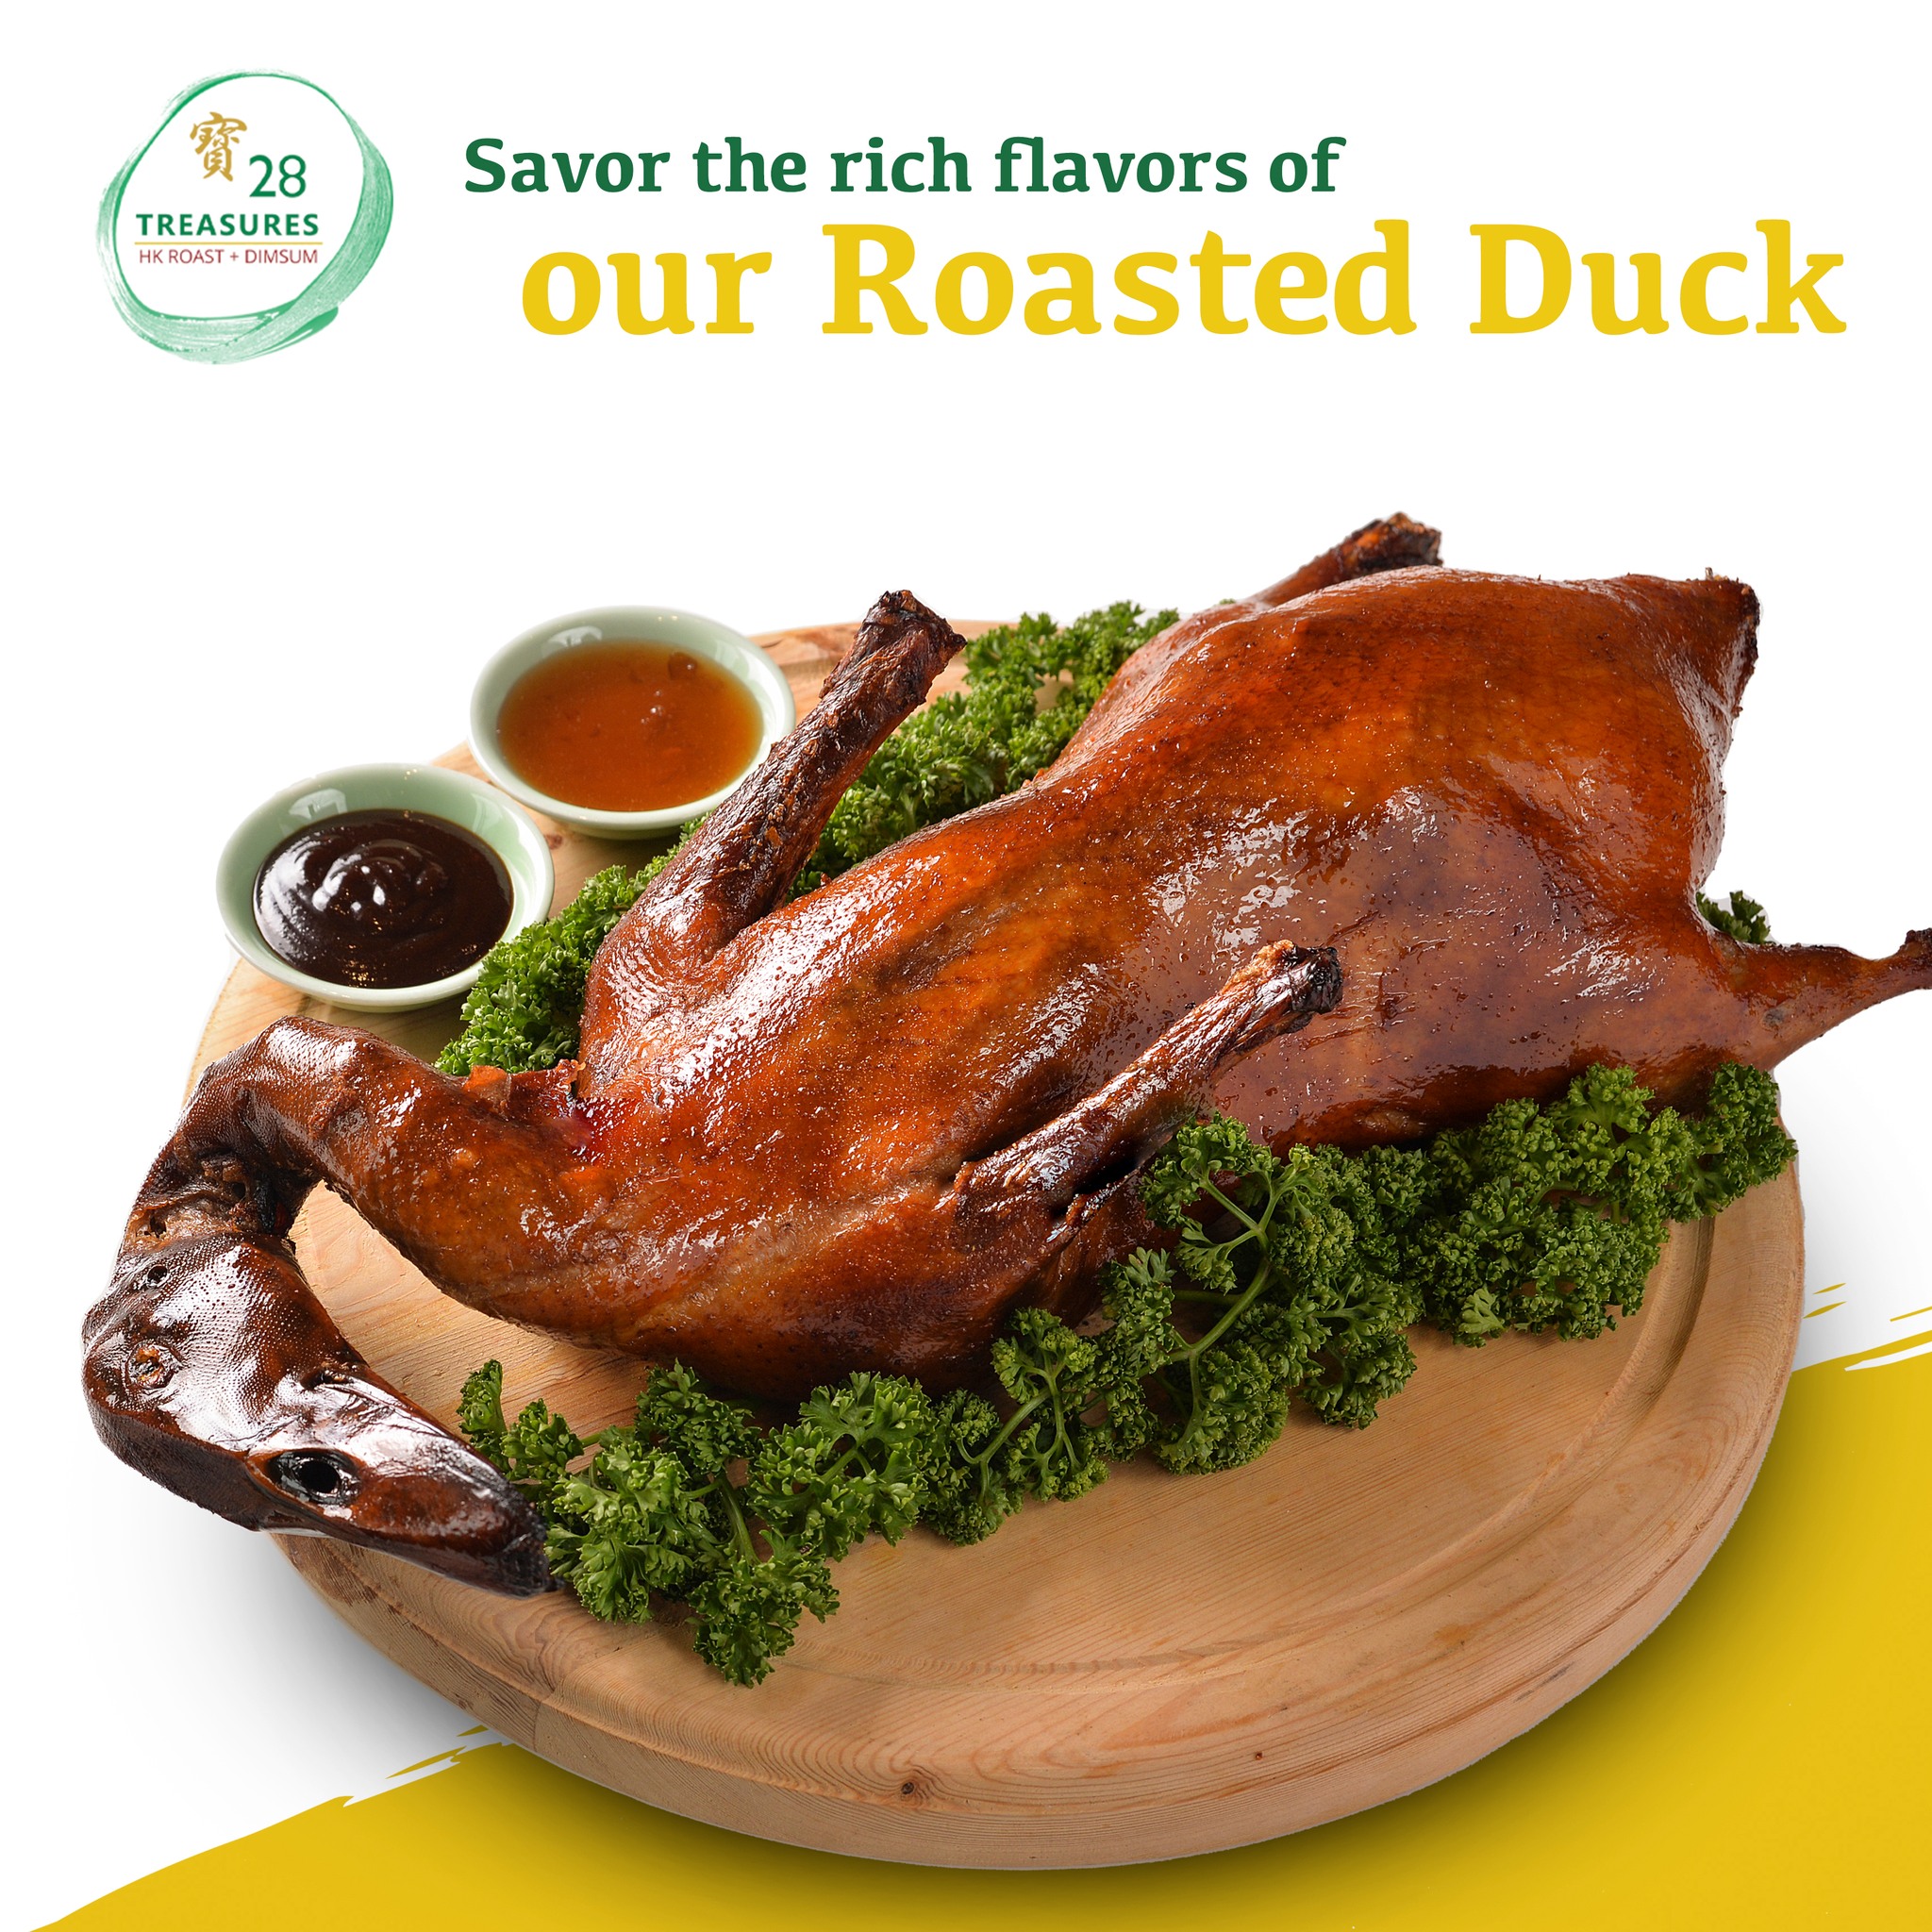 寶
28
TREASURES
HK ROAST + DIMSUM
Savor the rich flavors of
our Roasted Duck